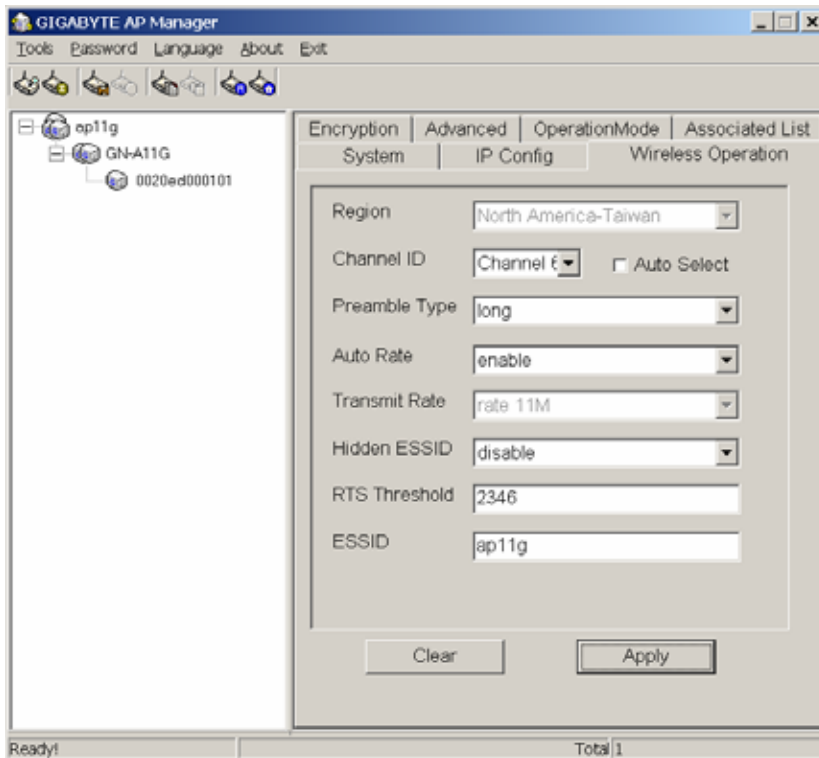 GIGABYTE AP Manager
Tools Password Language About Exit
ap11g
GN-A11G
0020ed000101
Encryption Advanced OperationMode Associated List
System IP Config Wireless Operation
Region North America-Taiwan
Channel ID Channel 6 Auto Select
Preamble Type long
Auto Rate enable
Transmit Rate rate 11M
Hidden ESSID disable
RTS Threshold 2346
ESSID ap11g
Clear Apply
Ready! Total 1